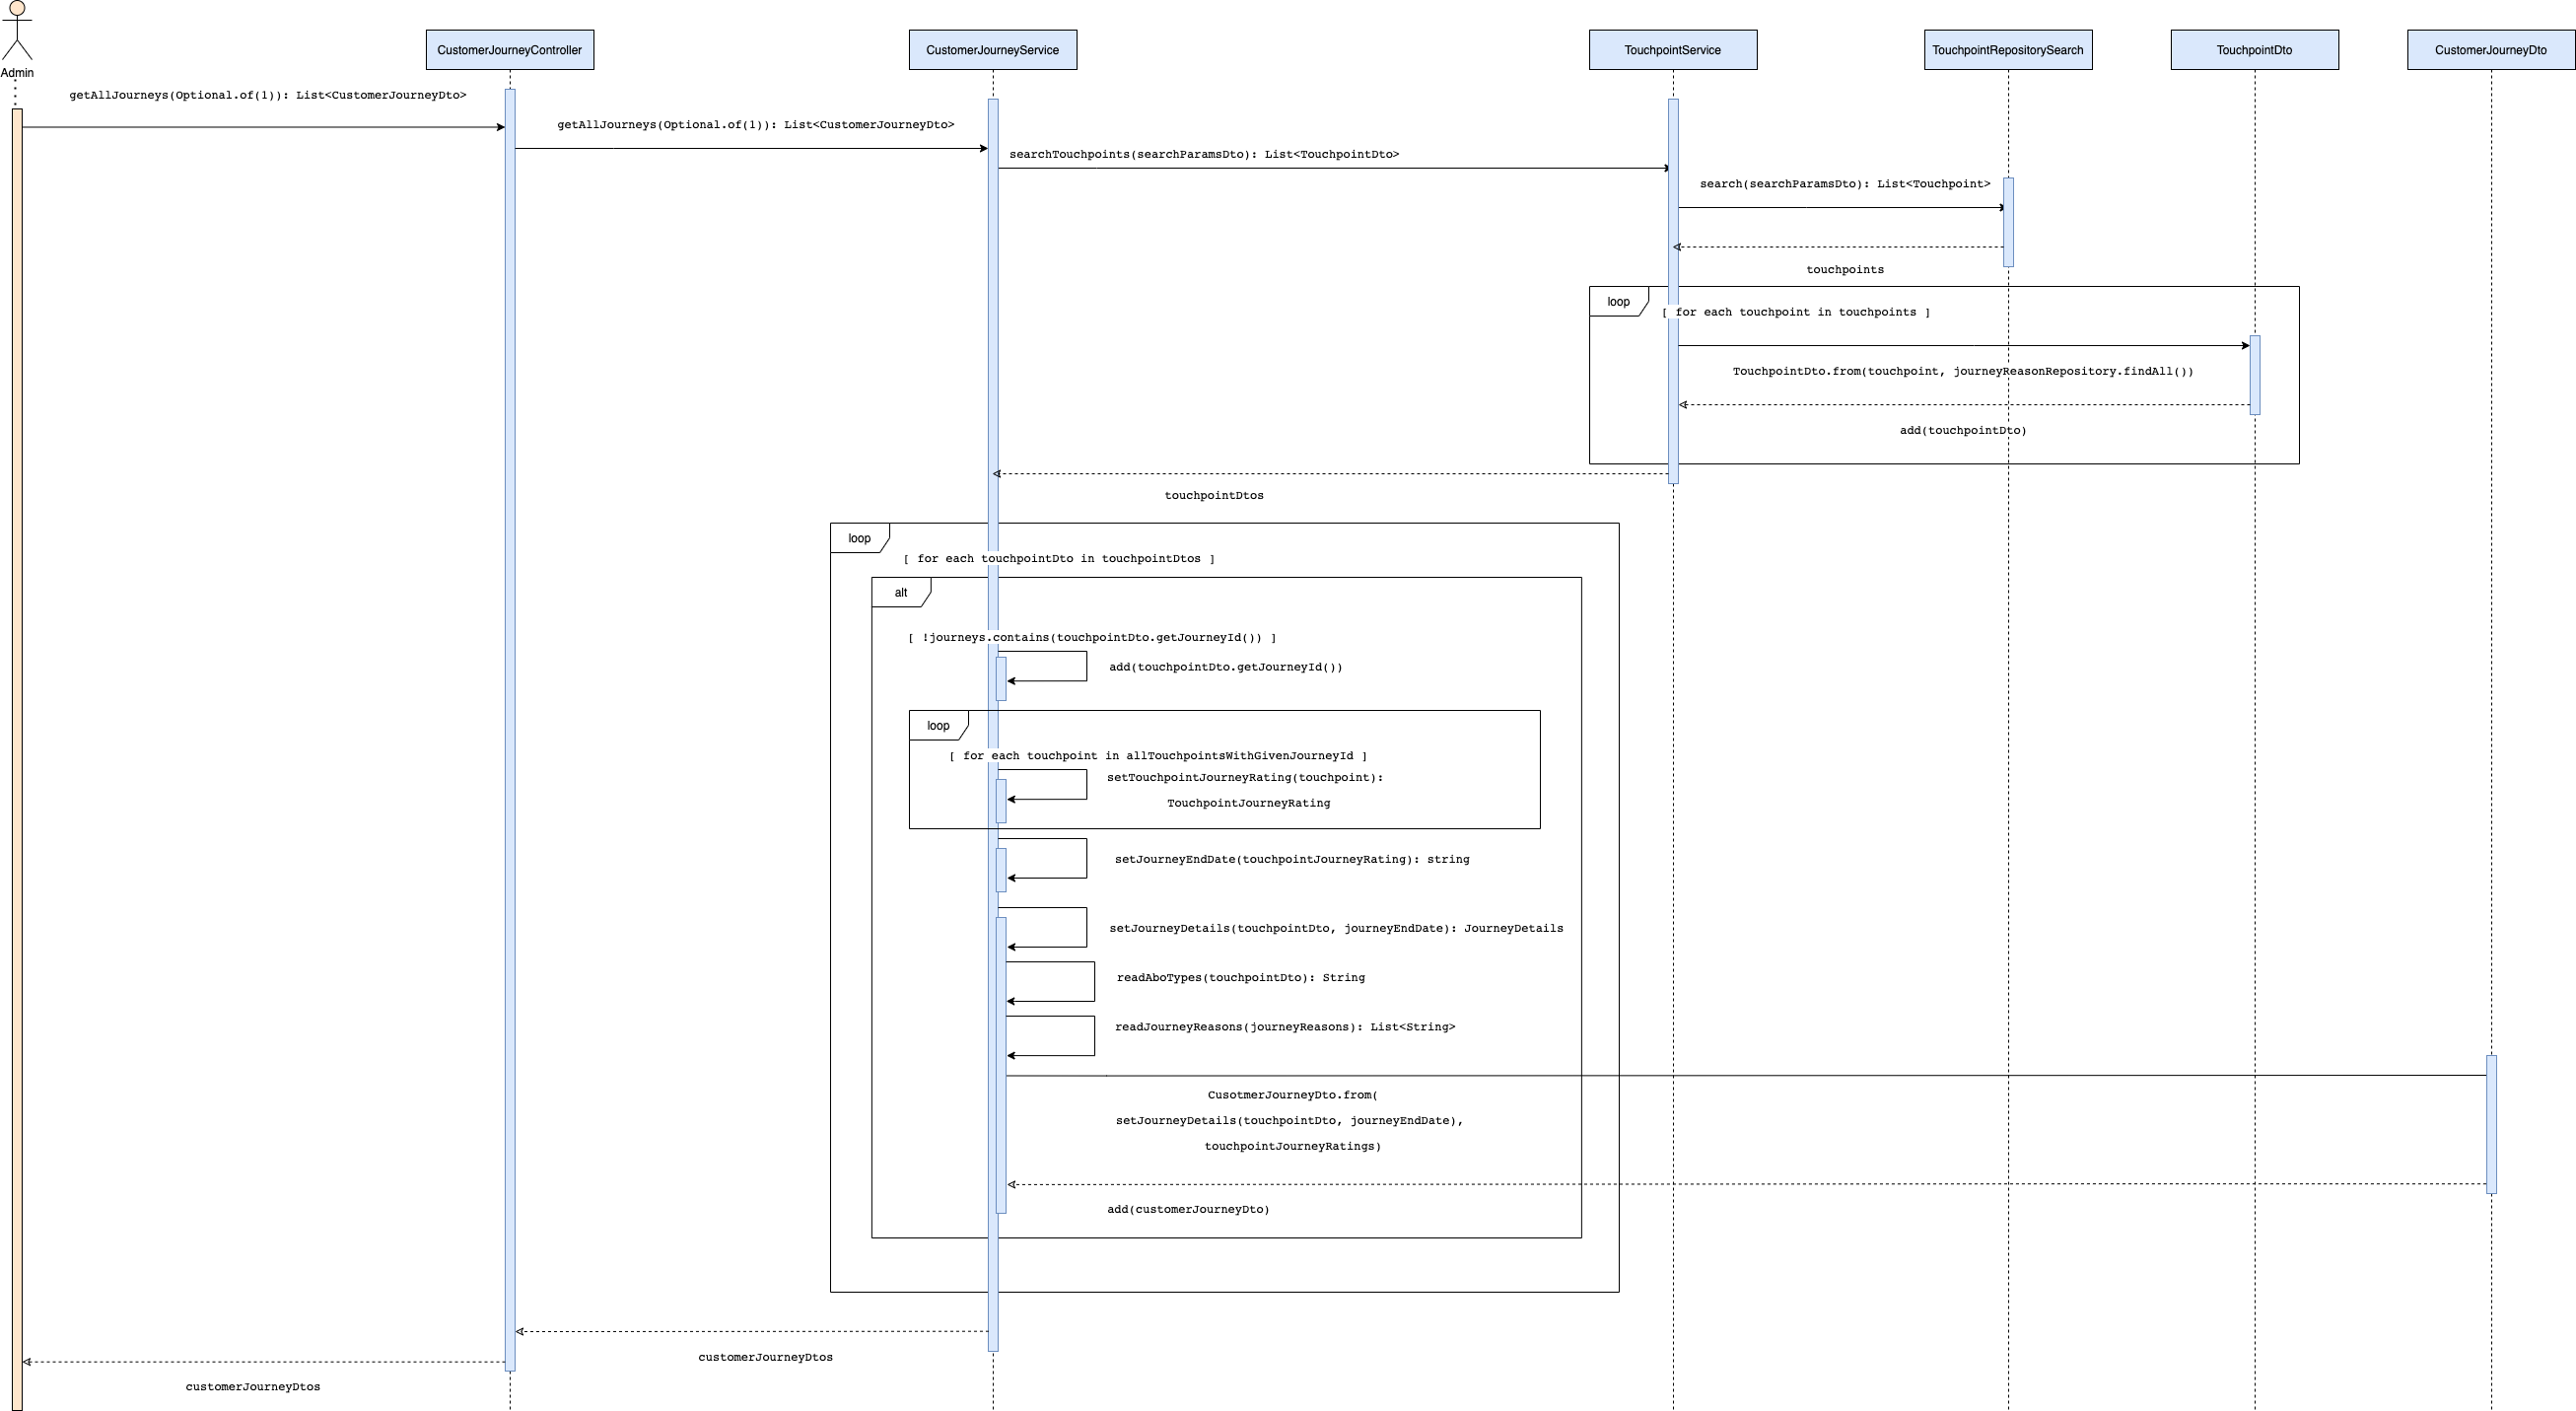 Admin
CustomerJourneyController
CustomerJourneyService
TouchpointService
TouchpointRepositorySearch
TouchpointDto
CustomerJourneyDto
getAllJourneys(Optional.of(1)): List<CustomerJourneyDto>
getAllJourneys(Optional.of(1)): List<CustomerJourneyDto>
searchTouchpoints(searchParamsDto): List<TouchpointDto>
search(searchParamsDto): List<Touchpoint>
touchpoints
loop
[ for each touchpoint in touchpoints ]
TouchpointDto.from(touchpoint, journeyReasonRepository.findAll())
add(touchpointDto)
touchpointDtos
loop
[ for each touchpointDto in touchpointDtos ]
alt
[ !journeys.contains(touchpointDto.getJourneyId()) ]
add(touchpointDto.getJourneyId())
loop
[ for each touchpoint in allTouchpointsWithGivenJourneyId ]
setTouchpointJourneyRating(touchpoint):
TouchpointJourneyRating
setJourneyEndDate(touchpointJourneyRating): string
setJourneyDetails(touchpointDto, journeyEndDate): JourneyDetails
readAboTypes(touchpointDto): String
readJourneyReasons(journeyReasons): List<String>
CusotmerJourneyDto.from(
setJourneyDetails(touchpointDto, journeyEndDate),
touchpointJourneyRatings)
add(customerJourneyDto)
customerJourneyDtos
customerJourneyDtos